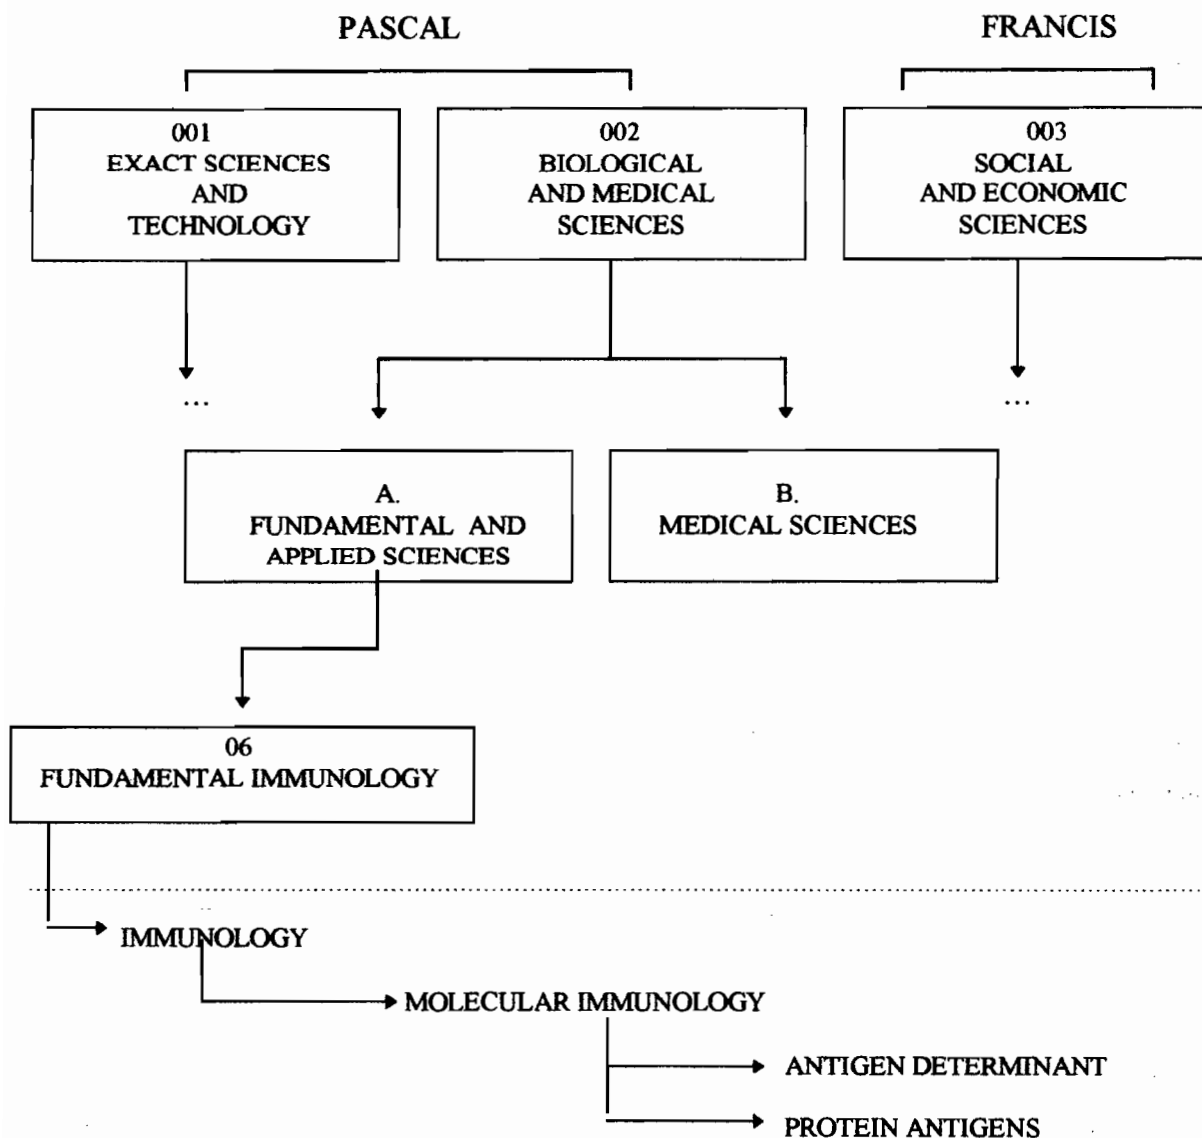 PASCAL
FRANCIS
001
EXACT SCIENCES
AND
TECHNOLOGY
002
BIOLOGICAL
AND MEDICAL
SCIENCES
003
SOCIAL
AND ECONOMIC
SCIENCES
...
...
A.
FUNDAMENTAL AND
APPLIED SCIENCES
B.
MEDICAL SCIENCES
06
FUNDAMENTAL IMMUNOLOGY
IMMUNOLOGY
MOLECULAR IMMUNOLOGY
ANTIGEN DETERMINANT
PROTEIN ANTIGENS